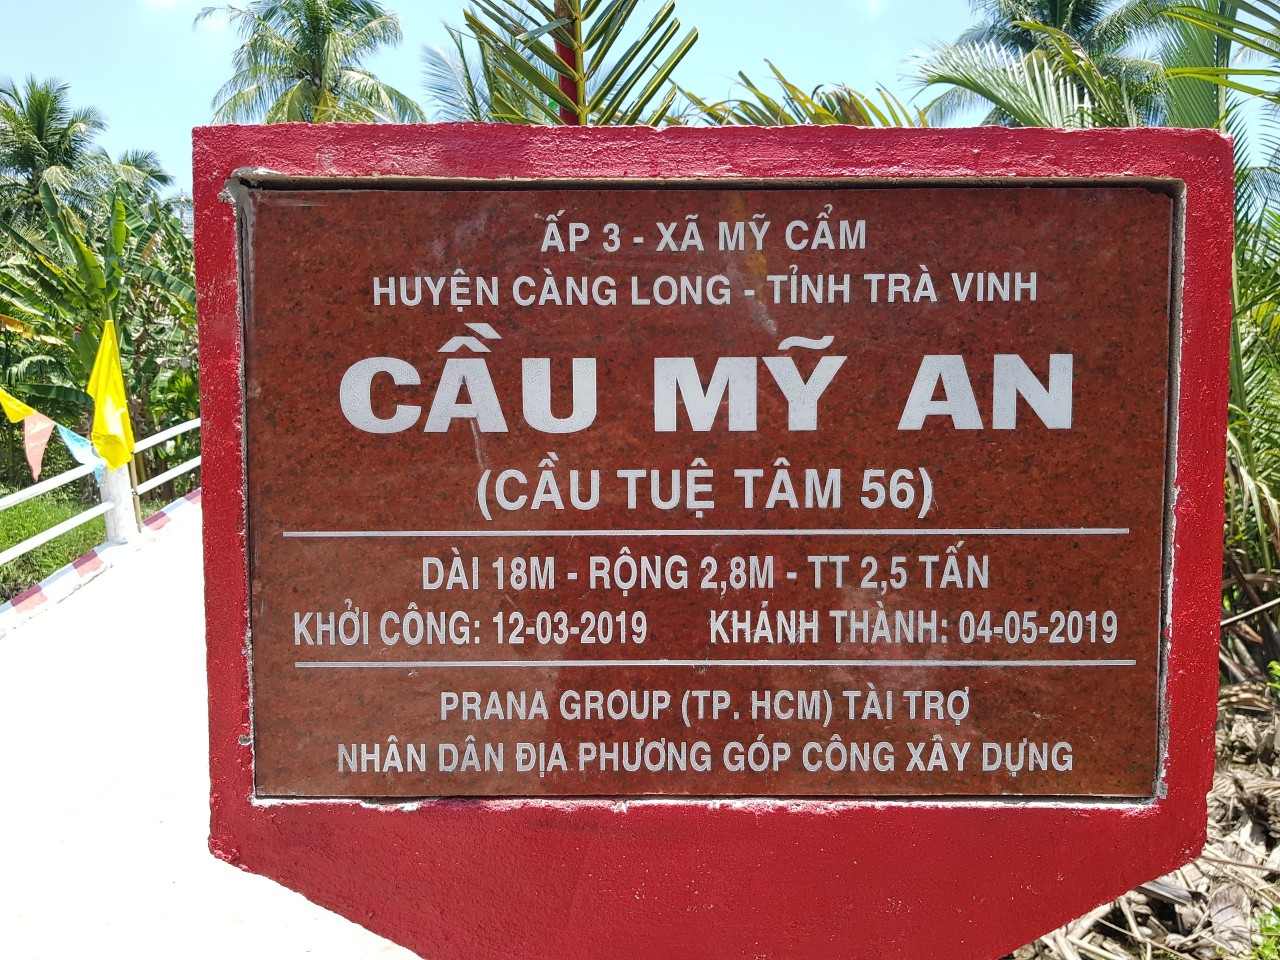 ẤP 3 - XÃ MỸ CẨM
HUYỆN CÀNG LONG - TỈNH TRÀ VINH
CẦU MỸ AN
(CẦU TUỆ TÂM 56)
DÀI 18M - RỘNG 2,8M - TT 2,5 TẤN
KHỞI CÔNG: 12-03-2019 KHÁNH THÀNH: 04-05-2019
PRANA GROUP (TP. HCM) TÀI TRỢ
NHÂN DÂN ĐỊA PHƯƠNG GÓP CÔNG XÂY DỰNG